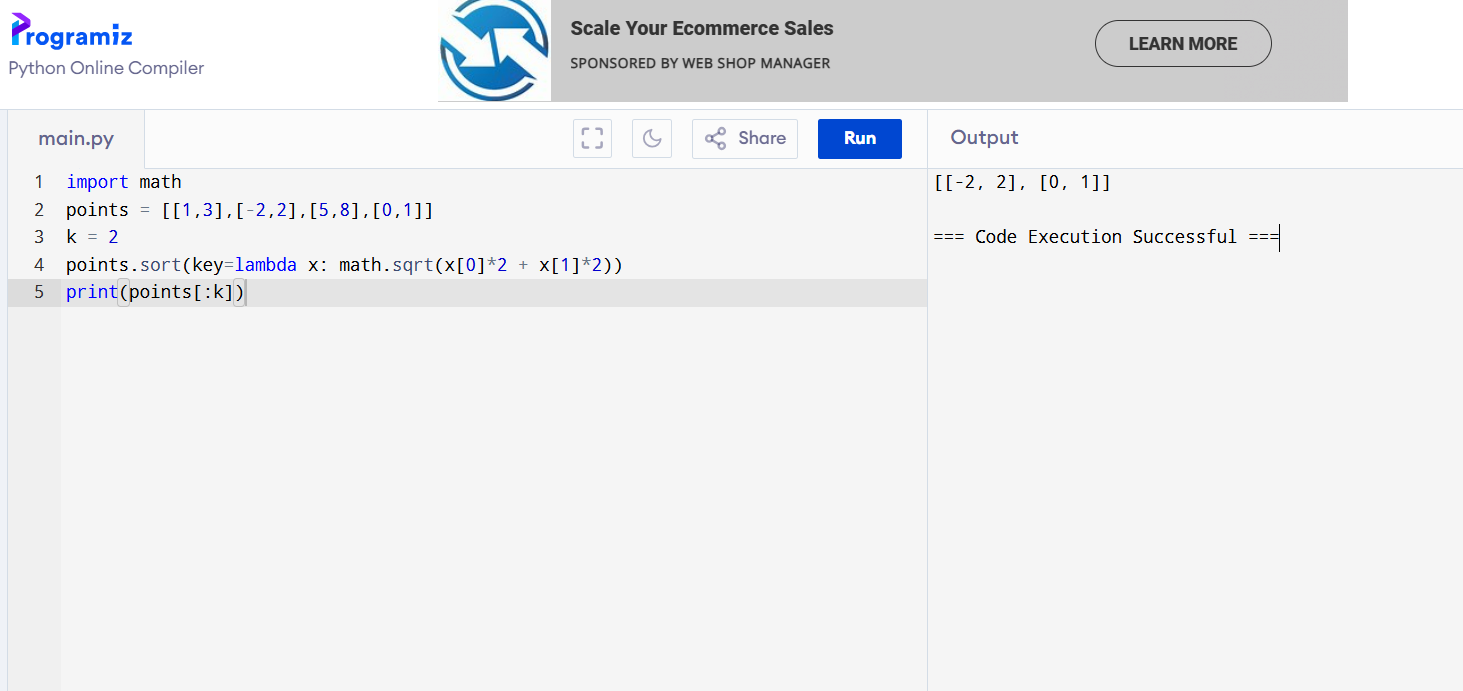 Programiz
Python Online Compiler
Scale Your Ecommerce Sales
SPONSORED BY WEB SHOP MANAGER
LEARN MORE
main.py
Share
Run
Output
1 import math
2 points = [[1,3],[-2,2],[5,8],[0,1]]
3 k = 2
4 points.sort(key=lambda x: math.sqrt(x[0]*2 + x[1]*2))
5 print(points[:k])
[[-2, 2], [0, 1]]
=== Code Execution Successful ===